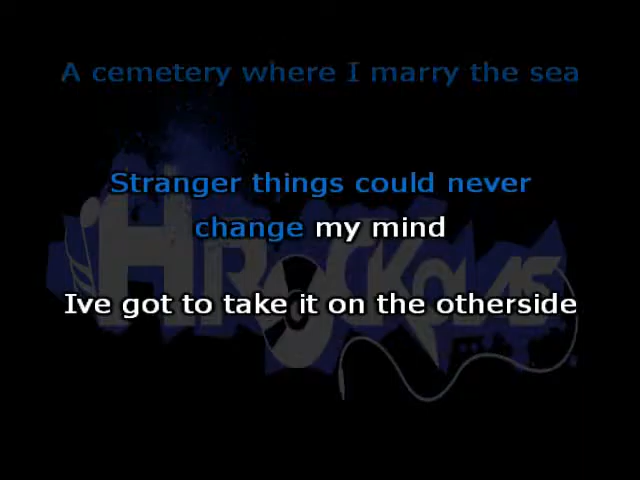 A cemetery where I marry the sea
Stranger things could never
change my mind
Ive got to take it on the otherside
HROCKOLAS